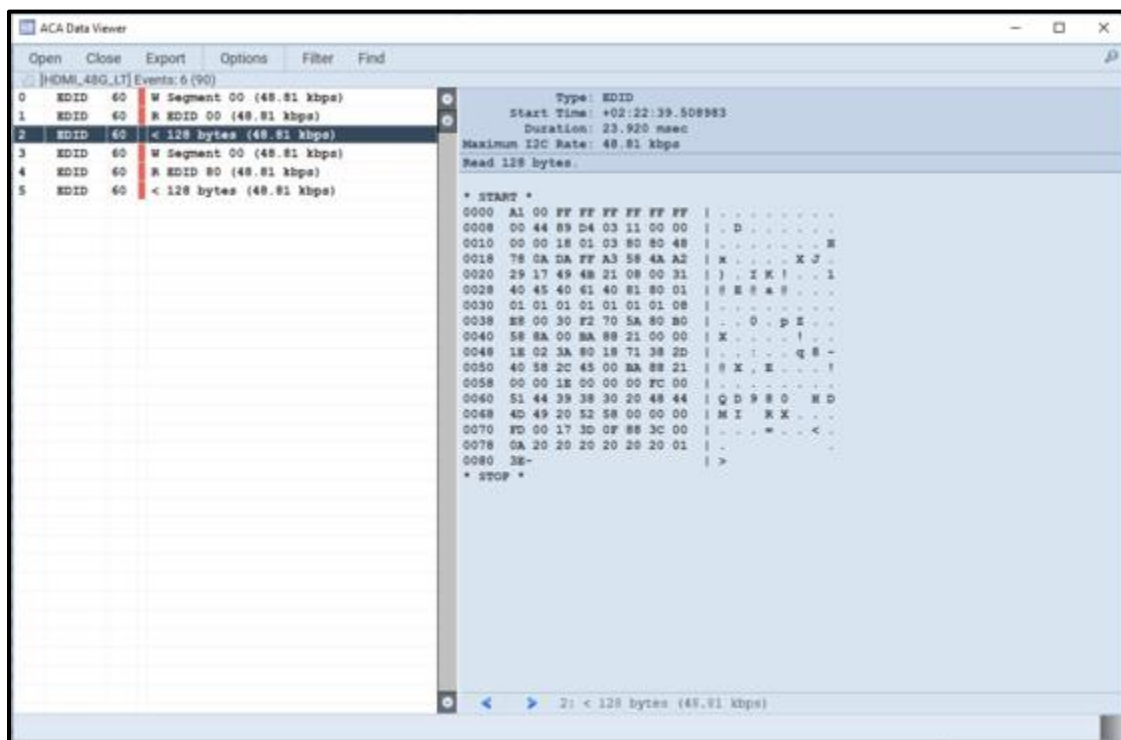 ACA Data Viewer
Open Close Export Options Filter Find
[HDMI_48G_LT] Events: 6 (90)
0 EDID 60 W Segment 00 (48.81 kbps)
1 EDID 60 R EDID 00 (48.81 kbps)
2 EDID 60 < 128 bytes (48.81 kbps)
3 EDID 60 W Segment 00 (48.81 kbps)
4 EDID 60 R EDID 80 (48.81 kbps)
5 EDID 60 < 128 bytes (48.81 kbps)
Type: EDID
Start Time: +02:22:39.508983
Duration: 23.920 msec
Maximum I2C Rate: 48.81 kbps
Read 128 bytes.
* START *
0000 A1 00 FF FF FF FF FF FF | . . . . . . . .
0008 00 44 89 D4 03 11 00 00 | . D . . . . . .
0010 00 00 18 01 03 80 80 48 | . . . . . . . H
0018 78 0A DA FF A3 58 4A A2 | x . . . . X J .
0020 29 17 49 4B 21 08 00 31 | ) . I K ! . . 1
0028 40 45 40 61 40 81 80 01 | @ E @ a @ . . .
0030 01 01 01 01 01 01 01 08 | . . . . . . . .
0038 E8 00 30 F2 70 5A 80 B0 | . . 0 . p Z . .
0040 58 8A 00 BA 88 21 00 00 | X . . . . ! . .
0048 1E 02 3A 80 18 71 38 2D | . . : . . q 8 -
0050 40 58 2C 45 00 BA 88 21 | @ X , E . . . !
0058 00 00 1E 00 00 00 FC 00 | . . . . . . . .
0060 51 44 39 38 30 20 48 44 | Q D 9 8 0 H D
0068 4D 49 20 52 58 00 00 00 | M I R X . . .
0070 FD 00 17 3D 0F 88 3C 00 | . . . = . . < .
0078 0A 20 20 20 20 20 20 01 | . .
0080 3E- | >
* STOP *
2: < 128 bytes (48.81 kbps)